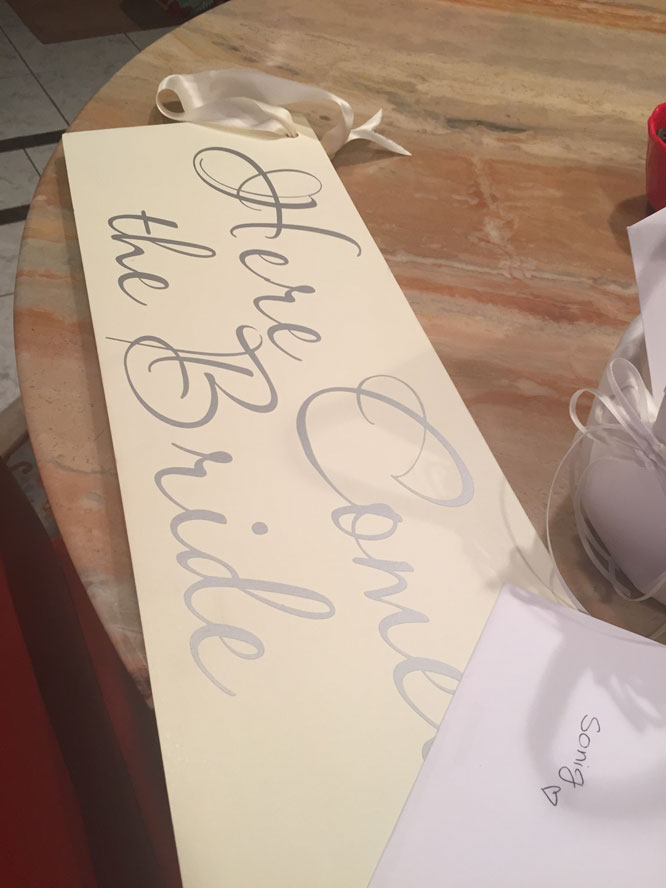 Here Come
the Bride
Sonig ♡